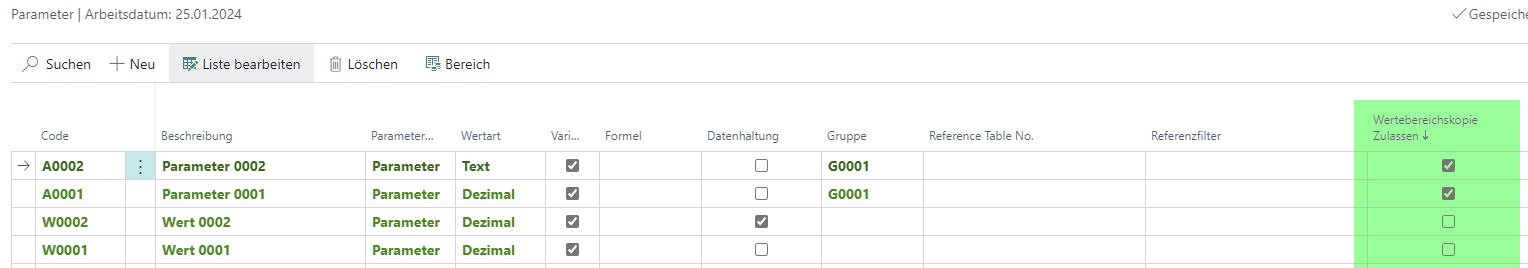 Parameter | Arbeitsdatum: 25.01.2024 Gespeiche
Suchen Neu Liste bearbeiten Löschen Bereich
Wertebereichskopie
Code Beschreibung Parameter... Wertart Vari... Formel Datenhaltung Gruppe Reference Table No. Referenzfilter Zulassen ↓
A0002 Parameter 0002 Parameter Text G0001
A0001 Parameter 0001 Parameter Dezimal G0001
W0002 Wert 0002 Parameter Dezimal
W0001 Wert 0001 Parameter Dezimal